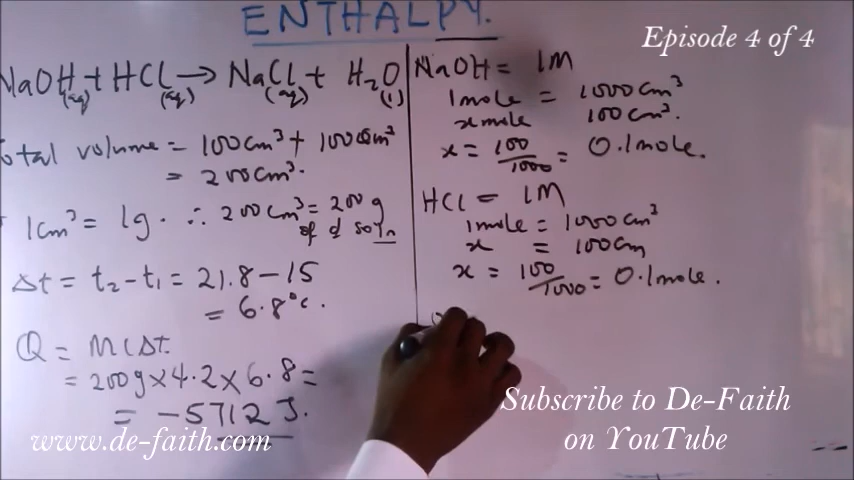 ENTHALPY.
Episode 4 of 4
NaOH(aq) + HCl(aq) → NaCl(aq) + H₂O(l)
Total volume = 100cm³ + 100cm³
= 200cm³.
1cm³ = 1g. ∴ 200cm³ = 200g
of d soln
Δt = t₂ - t₁ = 21.8 - 15
= 6.8°c.
Q = MCΔt.
= 200g × 4.2 × 6.8 =
= -5712J.
NaOH = 1M
1mole = 1000cm³
x mole 100cm³.
x = 100/1000 = 0.1mole.
HCl = 1M
1mole = 1000cm³
x = 100cm
x = 100/1000 = 0.1mole.
Subscribe to De-Faith
on YouTube
www.de-faith.com